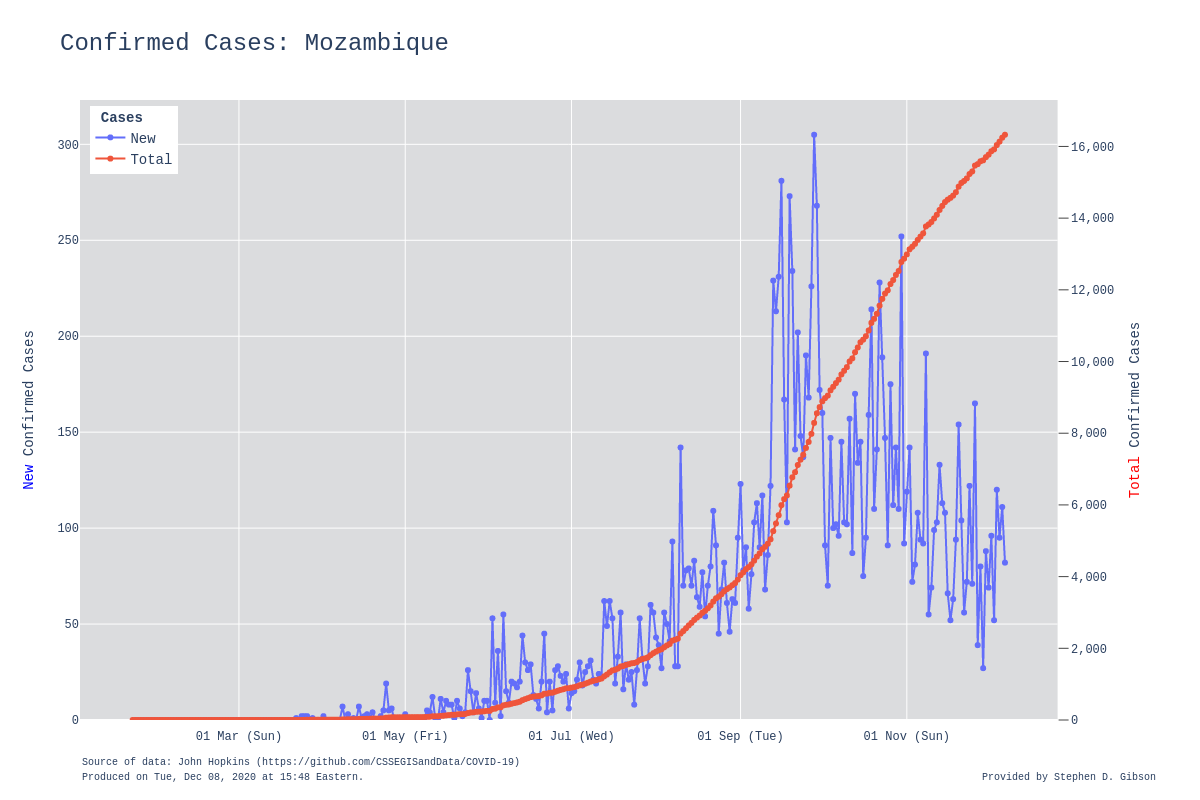 Confirmed Cases: Mozambique
Cases
New
Total
300
250
200
150
100
50
0
New Confirmed Cases
16,000
14,000
12,000
10,000
8,000
6,000
4,000
2,000
0
Total Confirmed Cases
01 Mar (Sun) 01 May (Fri) 01 Jul (Wed) 01 Sep (Tue) 01 Nov (Sun)
Source of data: John Hopkins (https://github.com/CSSEGISandData/COVID-19)
Produced on Tue, Dec 08, 2020 at 15:48 Eastern.
Provided by Stephen D. Gibson